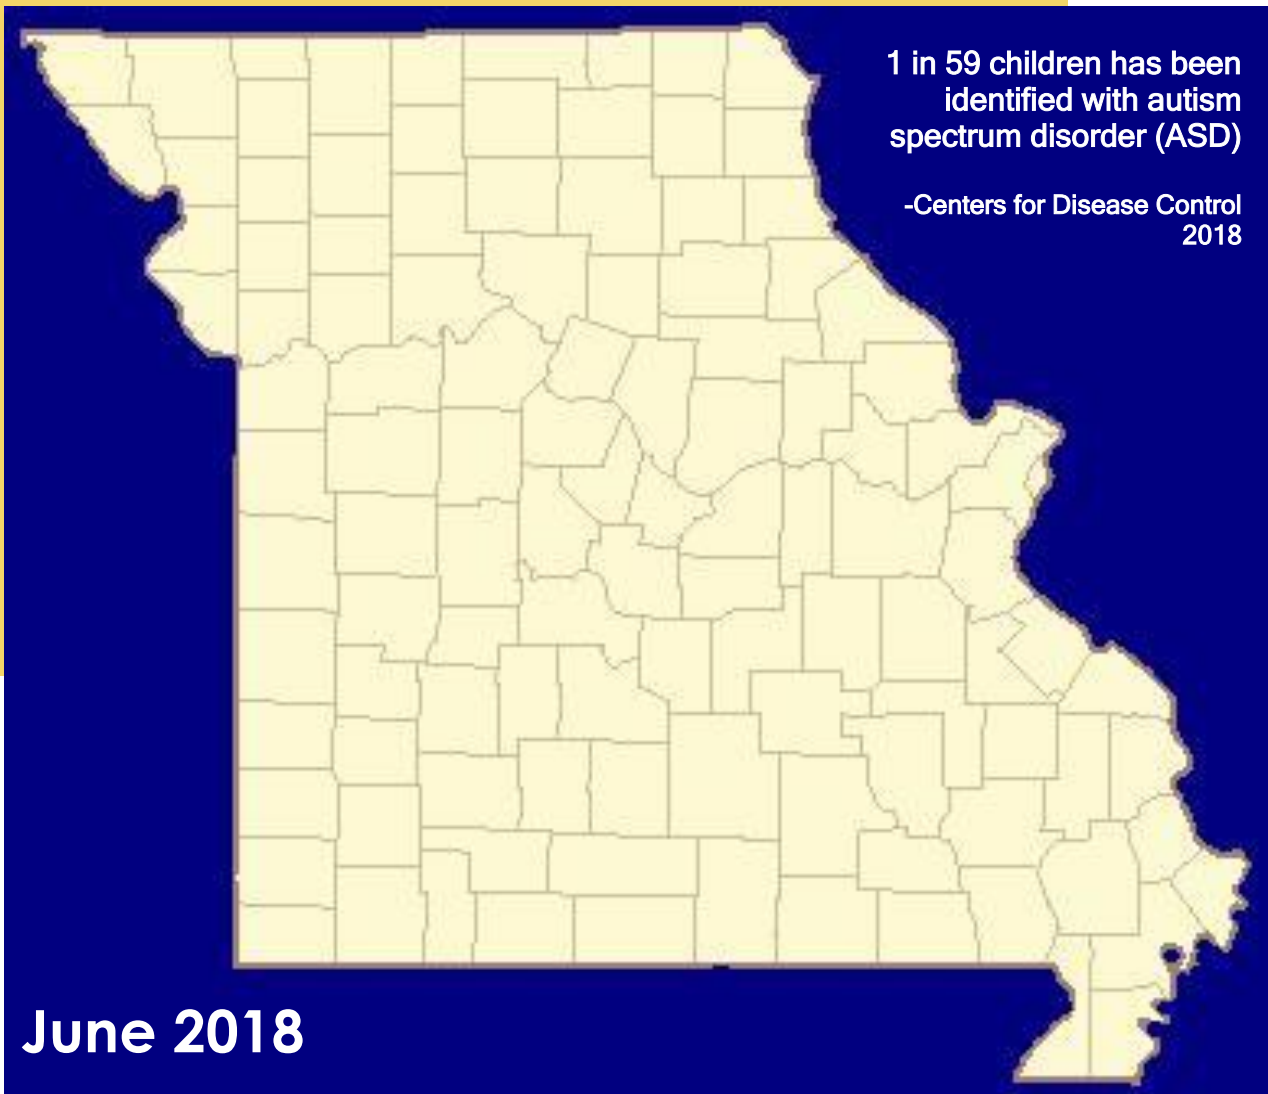 1 in 59 children has been
identified with autism
spectrum disorder (ASD)
-Centers for Disease Control
2018
June 2018